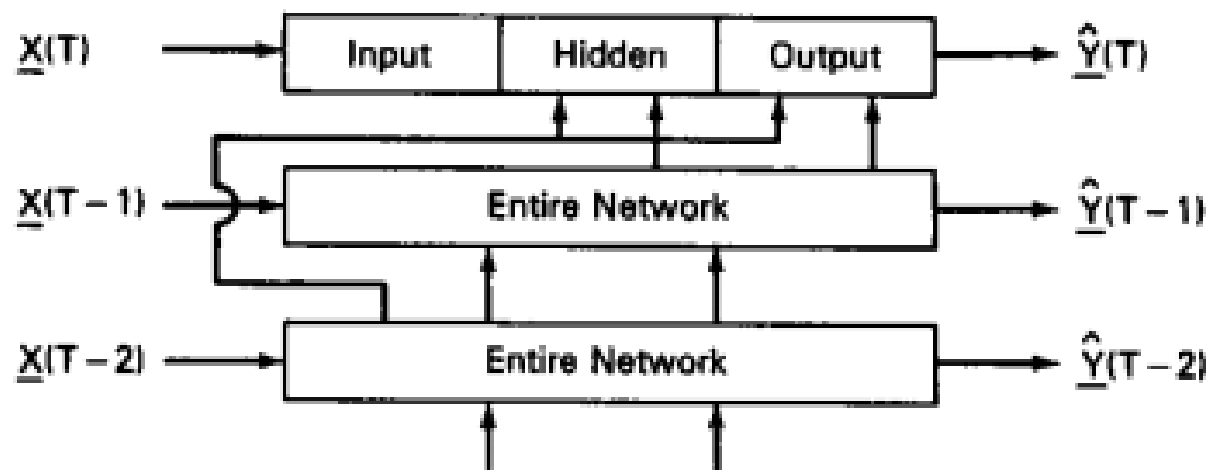 X(T) Input Hidden Output Ŷ(T)
X(T-1) Entire Network Ŷ(T-1)
X(T-2) Entire Network Ŷ(T-2)